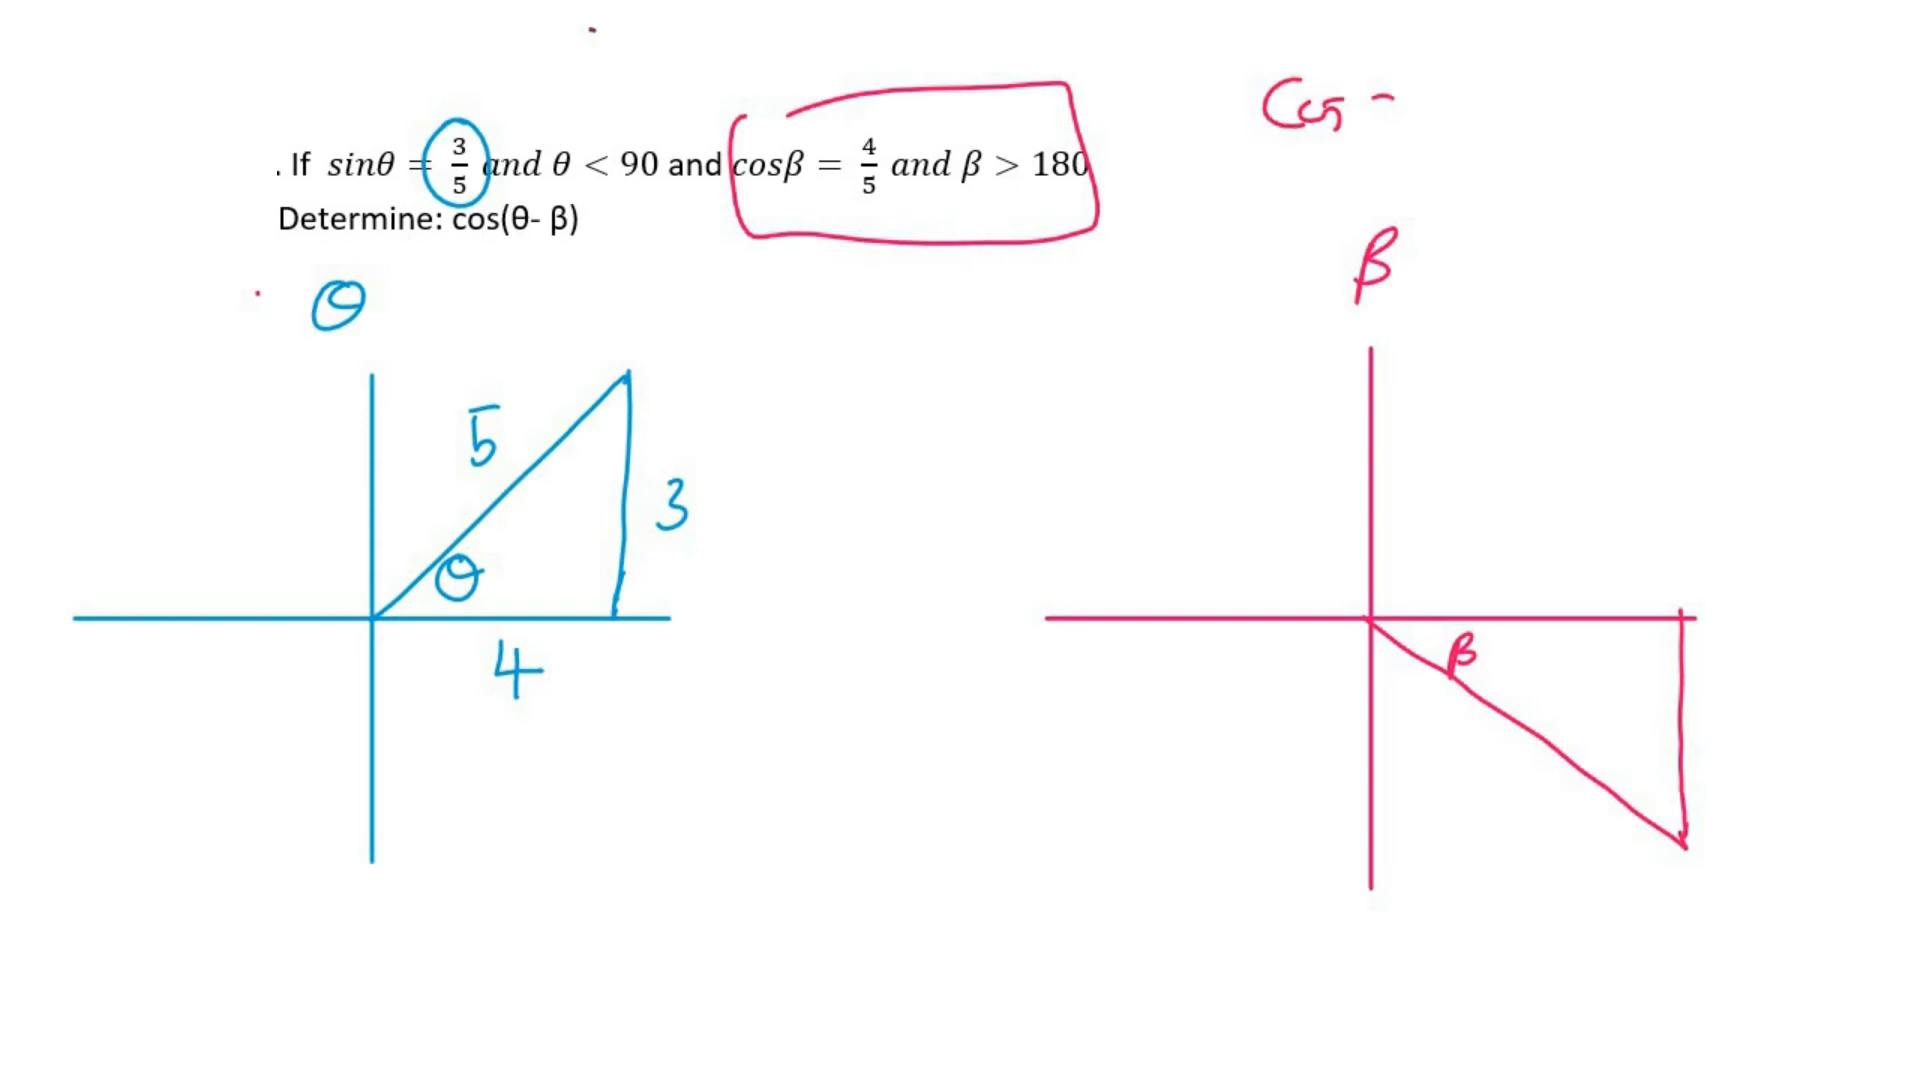 Cos -
. If sinθ = 3/5 and θ < 90 and cosβ = 4/5 and β > 180
Determine: cos(θ- β)
θ
β
5
3
θ
4
β